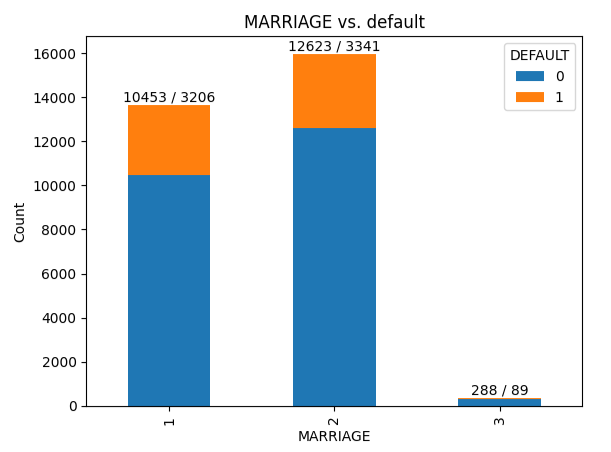 MARRIAGE vs. default
16000
14000
12000
10000
8000
6000
4000
2000
0
Count
10453 / 3206
12623 / 3341
288 / 89
DEFAULT
0
1
1
2
3
MARRIAGE